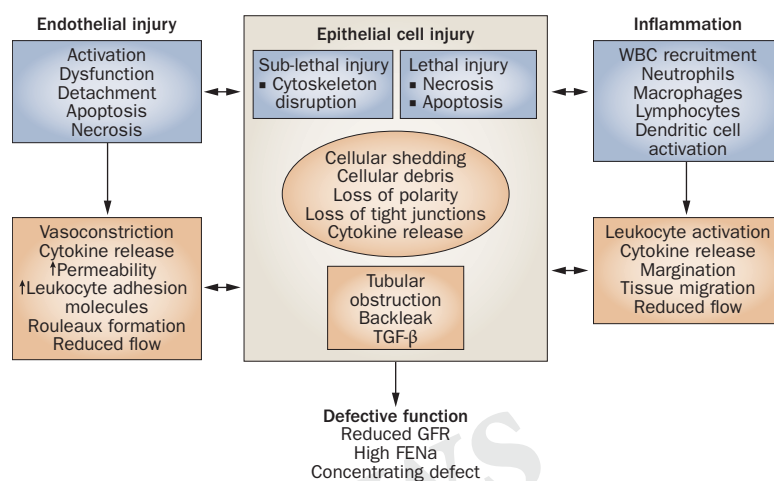 Endothelial injury
Activation
Dysfunction
Detachment
Apoptosis
Necrosis
Vasoconstriction
Cytokine release
↑Permeability
↑Leukocyte adhesion
molecules
Rouleaux formation
Reduced flow
Epithelial cell injury
Sub-lethal injury
▪ Cytoskeleton
disruption
Lethal injury
▪ Necrosis
▪ Apoptosis
Cellular shedding
Cellular debris
Loss of polarity
Loss of tight junctions
Cytokine release
Tubular
obstruction
Backleak
TGF-β
Inflammation
WBC recruitment
Neutrophils
Macrophages
Lymphocytes
Dendritic cell
activation
Leukocyte activation
Cytokine release
Margination
Tissue migration
Reduced flow
Defective function
Reduced GFR
High FENa
Concentrating defect